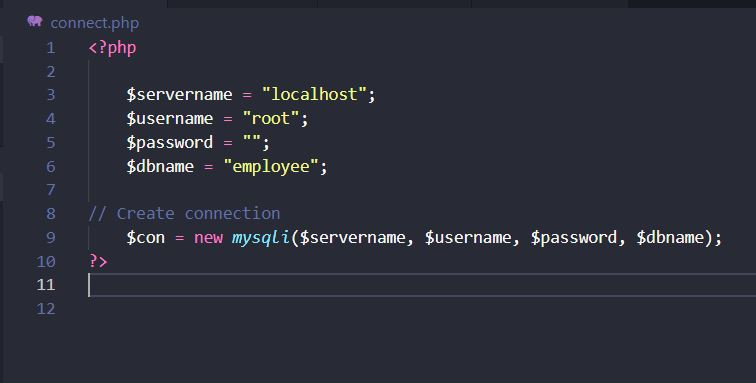 connect.php
1 <?php
2
3 $servername = "localhost";
4 $username = "root";
5 $password = "";
6 $dbname = "employee";
7
8 // Create connection
9 $con = new mysqli($servername, $username, $password, $dbname);
10 ?>
11
12